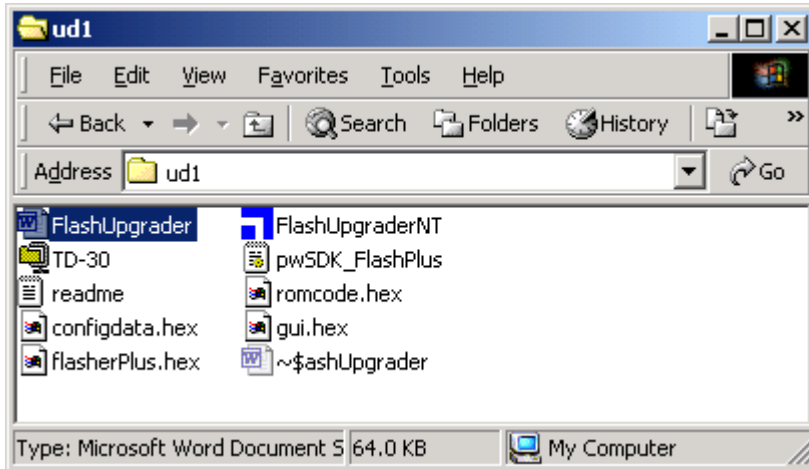 ud1
File Edit View Favorites Tools Help
Back Search Folders History »
Address ud1 Go
FlashUpgrader FlashUpgraderNT
TD-30 pwSDK_FlashPlus
readme romcode.hex
configdata.hex gui.hex
flasherPlus.hex ~$ashUpgrader
Type: Microsoft Word Document S 64.0 KB My Computer